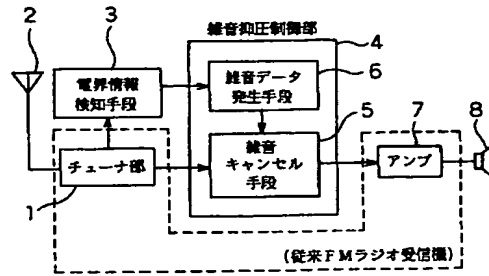 雑音抑圧制御部
2
3
4
電界情報
検知手段
雑音データ
発生手段
6
5
7
8
チューナ部
雑音
キャンセル
手段
アンプ
1
(従来FMラジオ受信機)